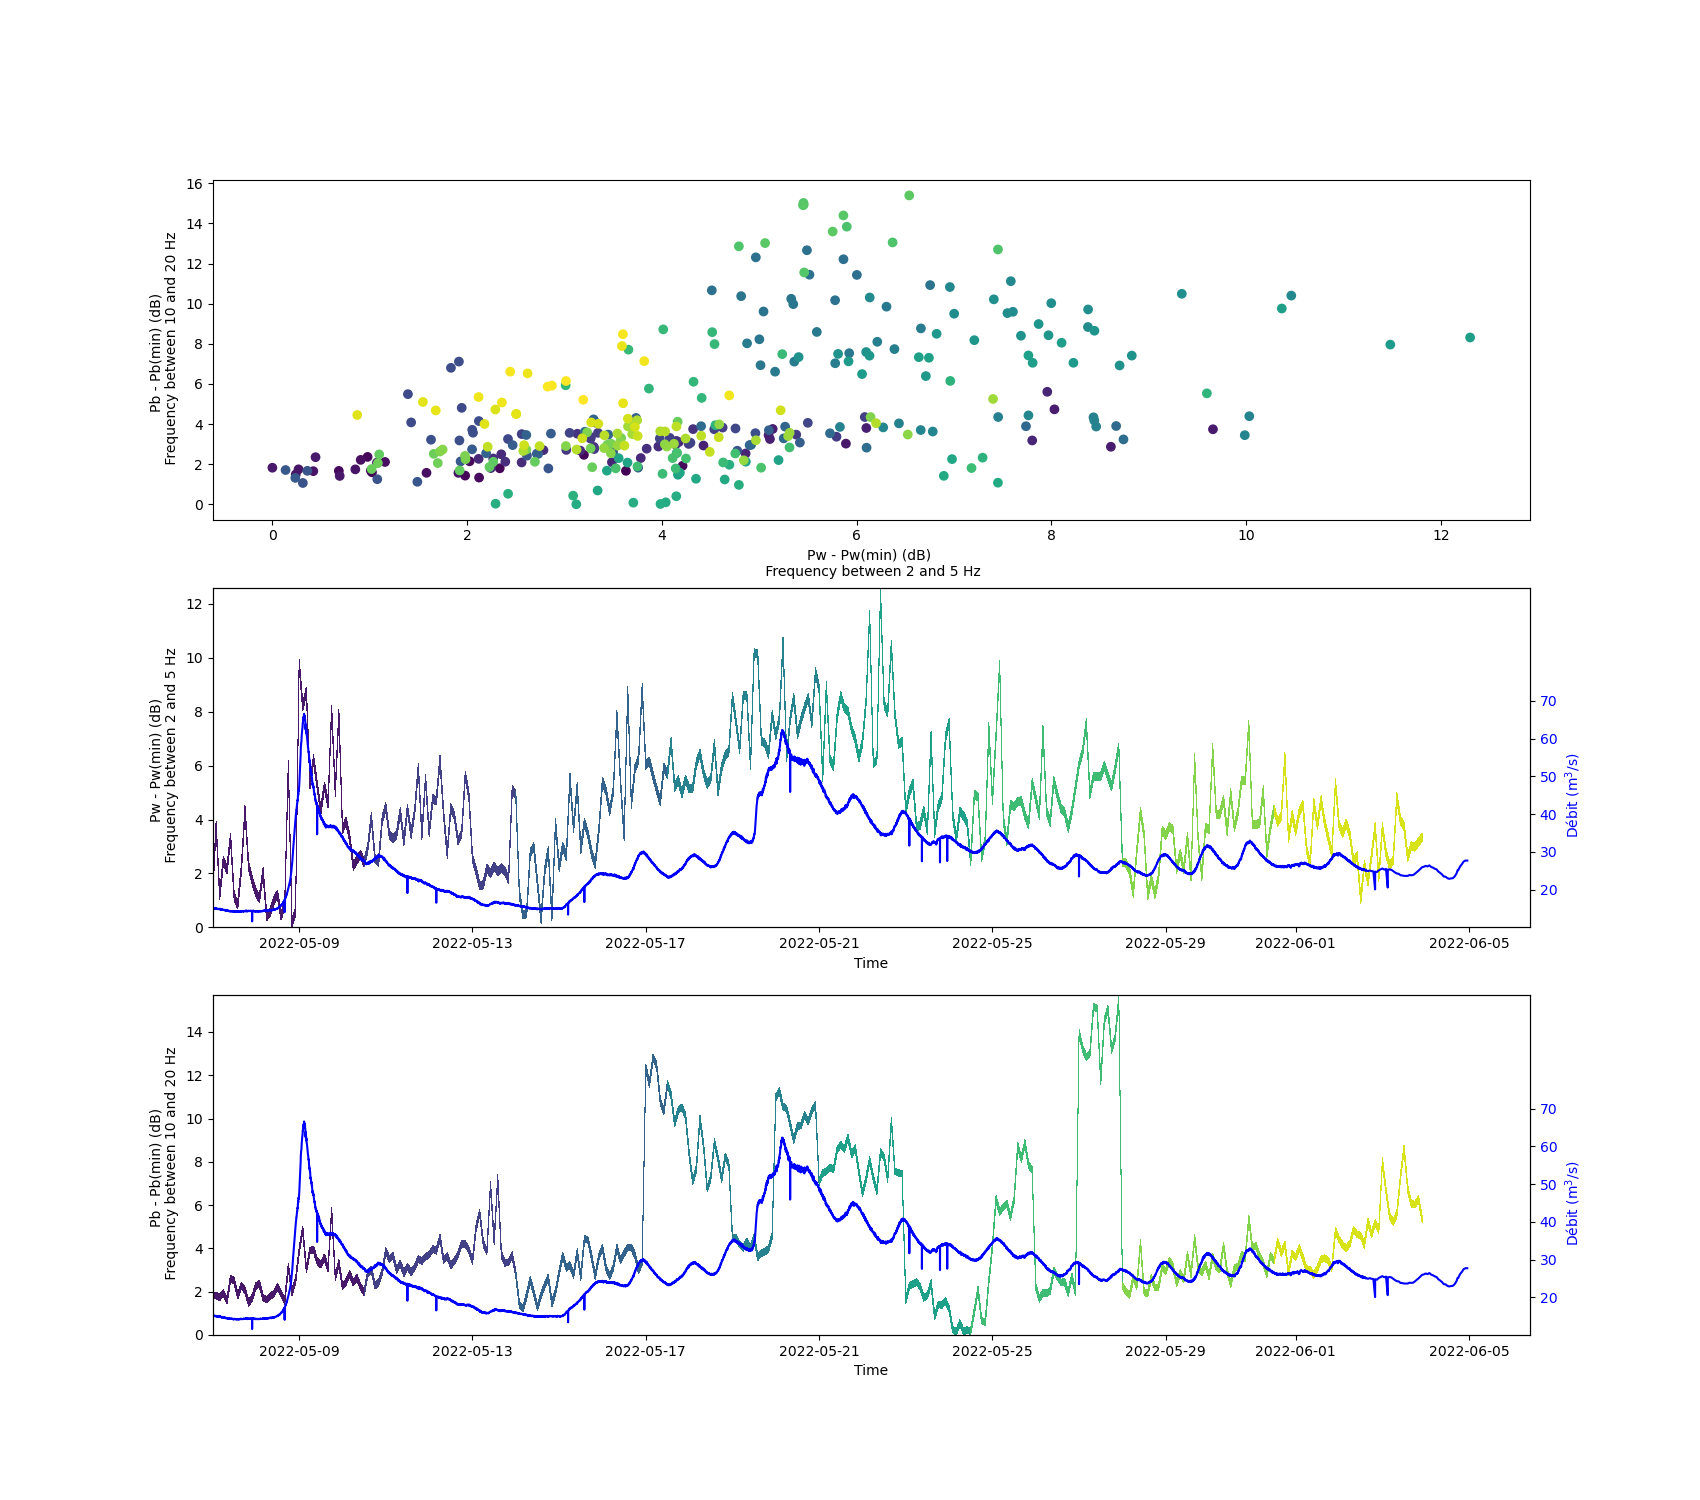 16
14
12
10
8
6
4
2
0
Pb - Pb(min) (dB)
Frequency between 10 and 20 Hz
0 2 4 6 8 10 12
Pw - Pw(min) (dB)
Frequency between 2 and 5 Hz
12
10
8
6
4
2
0
Pw - Pw(min) (dB)
Frequency between 2 and 5 Hz
70
60
50
40
30
20
Débit (m³/s)
2022-05-09 2022-05-13 2022-05-17 2022-05-21 2022-05-25 2022-05-29 2022-06-01 2022-06-05
Time
14
12
10
8
6
4
2
0
Pb - Pb(min) (dB)
Frequency between 10 and 20 Hz
70
60
50
40
30
20
Débit (m³/s)
2022-05-09 2022-05-13 2022-05-17 2022-05-21 2022-05-25 2022-05-29 2022-06-01 2022-06-05
Time